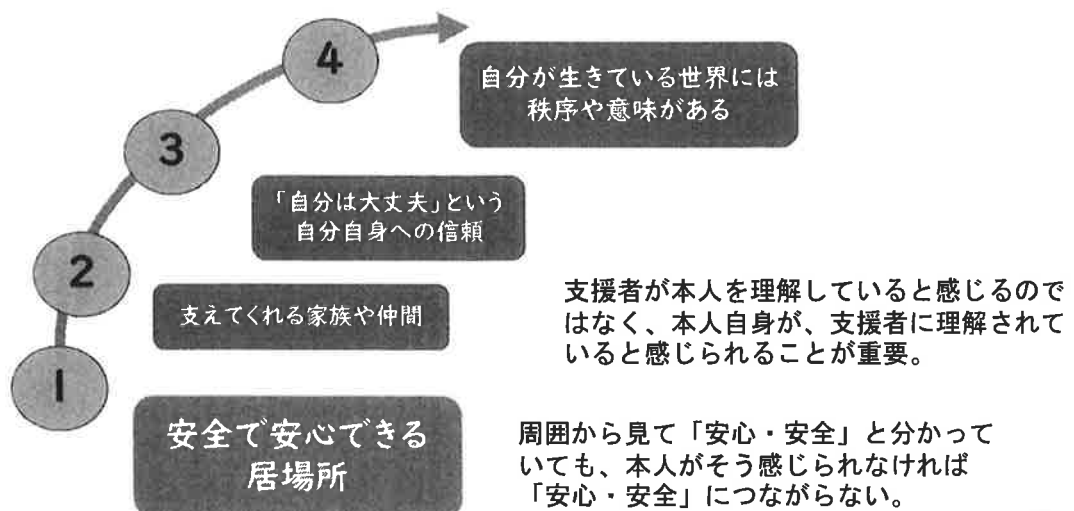 4
自分が生きている世界には
秩序や意味がある
3
「自分は大丈夫」という
自分自身への信頼
2
支えてくれる家族や仲間
支援者が本人を理解していると感じるので
はなく、本人自身が、支援者に理解されて
いると感じられることが重要。
1
安全で安心できる
居場所
周囲から見て「安心・安全」と分かって
いても、本人がそう感じられなければ
「安心・安全」につながらない。